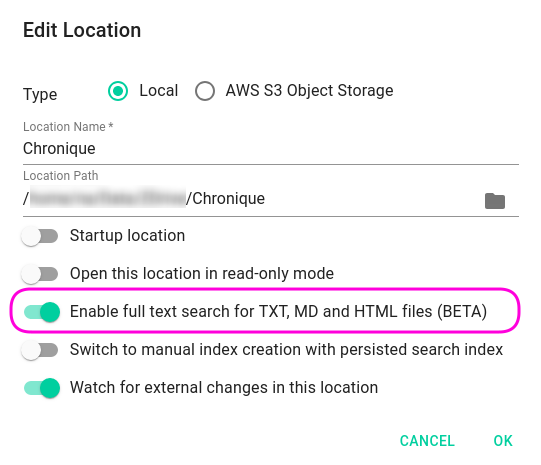 Edit Location
Type Local AWS S3 Object Storage
Location Name *
Chronique
Location Path
/ /Chronique
Startup location
Open this location in read-only mode
Enable full text search for TXT, MD and HTML files (BETA)
Switch to manual index creation with persisted search index
Watch for external changes in this location
CANCEL OK